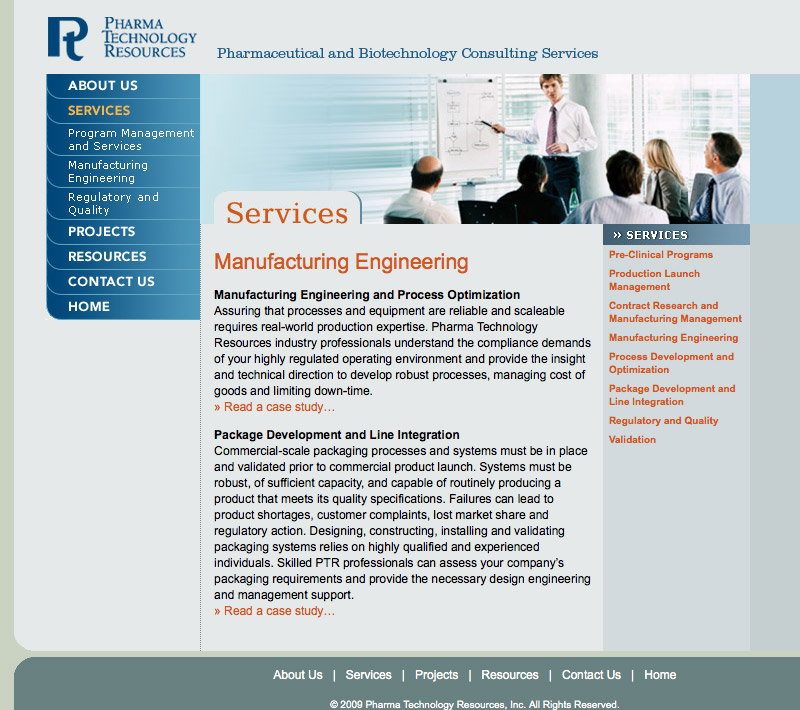 PHARMA
TECHNOLOGY
RESOURCES
Pharmaceutical and Biotechnology Consulting Services
ABOUT US
SERVICES
Program Management
and Services
Manufacturing
Engineering
Regulatory and
Quality
PROJECTS
RESOURCES
CONTACT US
HOME
Services
Manufacturing Engineering
Manufacturing Engineering and Process Optimization
Assuring that processes and equipment are reliable and scaleable
requires real-world production expertise. Pharma Technology
Resources industry professionals understand the compliance demands
of your highly regulated operating environment and provide the insight
and technical direction to develop robust processes, managing cost of
goods and limiting down-time.
» Read a case study…
Package Development and Line Integration
Commercial-scale packaging processes and systems must be in place
and validated prior to commercial product launch. Systems must be
robust, of sufficient capacity, and capable of routinely producing a
product that meets its quality specifications. Failures can lead to
product shortages, customer complaints, lost market share and
regulatory action. Designing, constructing, installing and validating
packaging systems relies on highly qualified and experienced
individuals. Skilled PTR professionals can assess your company's
packaging requirements and provide the necessary design engineering
and management support.
» Read a case study…
» SERVICES
Pre-Clinical Programs
Production Launch
Management
Contract Research and
Manufacturing Management
Manufacturing Engineering
Process Development and
Optimization
Package Development and
Line Integration
Regulatory and Quality
Validation
About Us | Services | Projects | Resources | Contact Us | Home
© 2009 Pharma Technology Resources, Inc. All Rights Reserved.